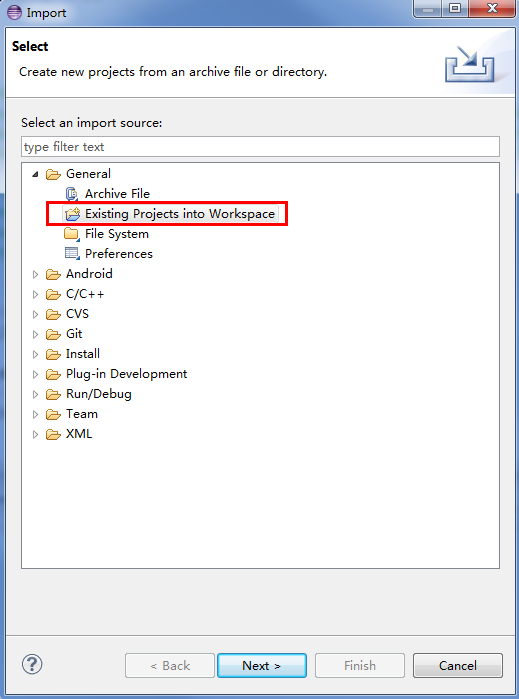 Import
Select
Create new projects from an archive file or directory.
Select an import source:
type filter text
General
Archive File
Existing Projects into Workspace
File System
Preferences
Android
C/C++
CVS
Git
Install
Plug-in Development
Run/Debug
Team
XML
?
< Back
Next >
Finish
Cancel